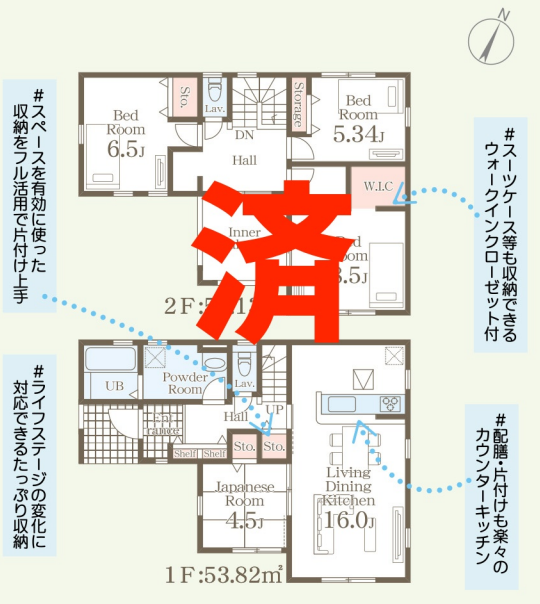 N
Bed
Room
6.5J
Sto.
Lav.
DN
Hall
Storage
Bed
Room
5.34J
W.I.C
Inner
Room
済
#スペースを有効に使った
収納をフル活用で片付け上手
#スーツケース等も収納できる
ウォークインクローゼット付
UB
Powder
Room
Lav.
UP
Hall
En
trance
Shelf
Shelf
Sto.
Sto.
Japanese
Room
4.5J
Living
Dining
Kitchen
16.0J
1F:53.82㎡
#ライフステージの変化に
対応できるたっぷり収納
#配膳・片付けも楽々の
カウンターキッチン